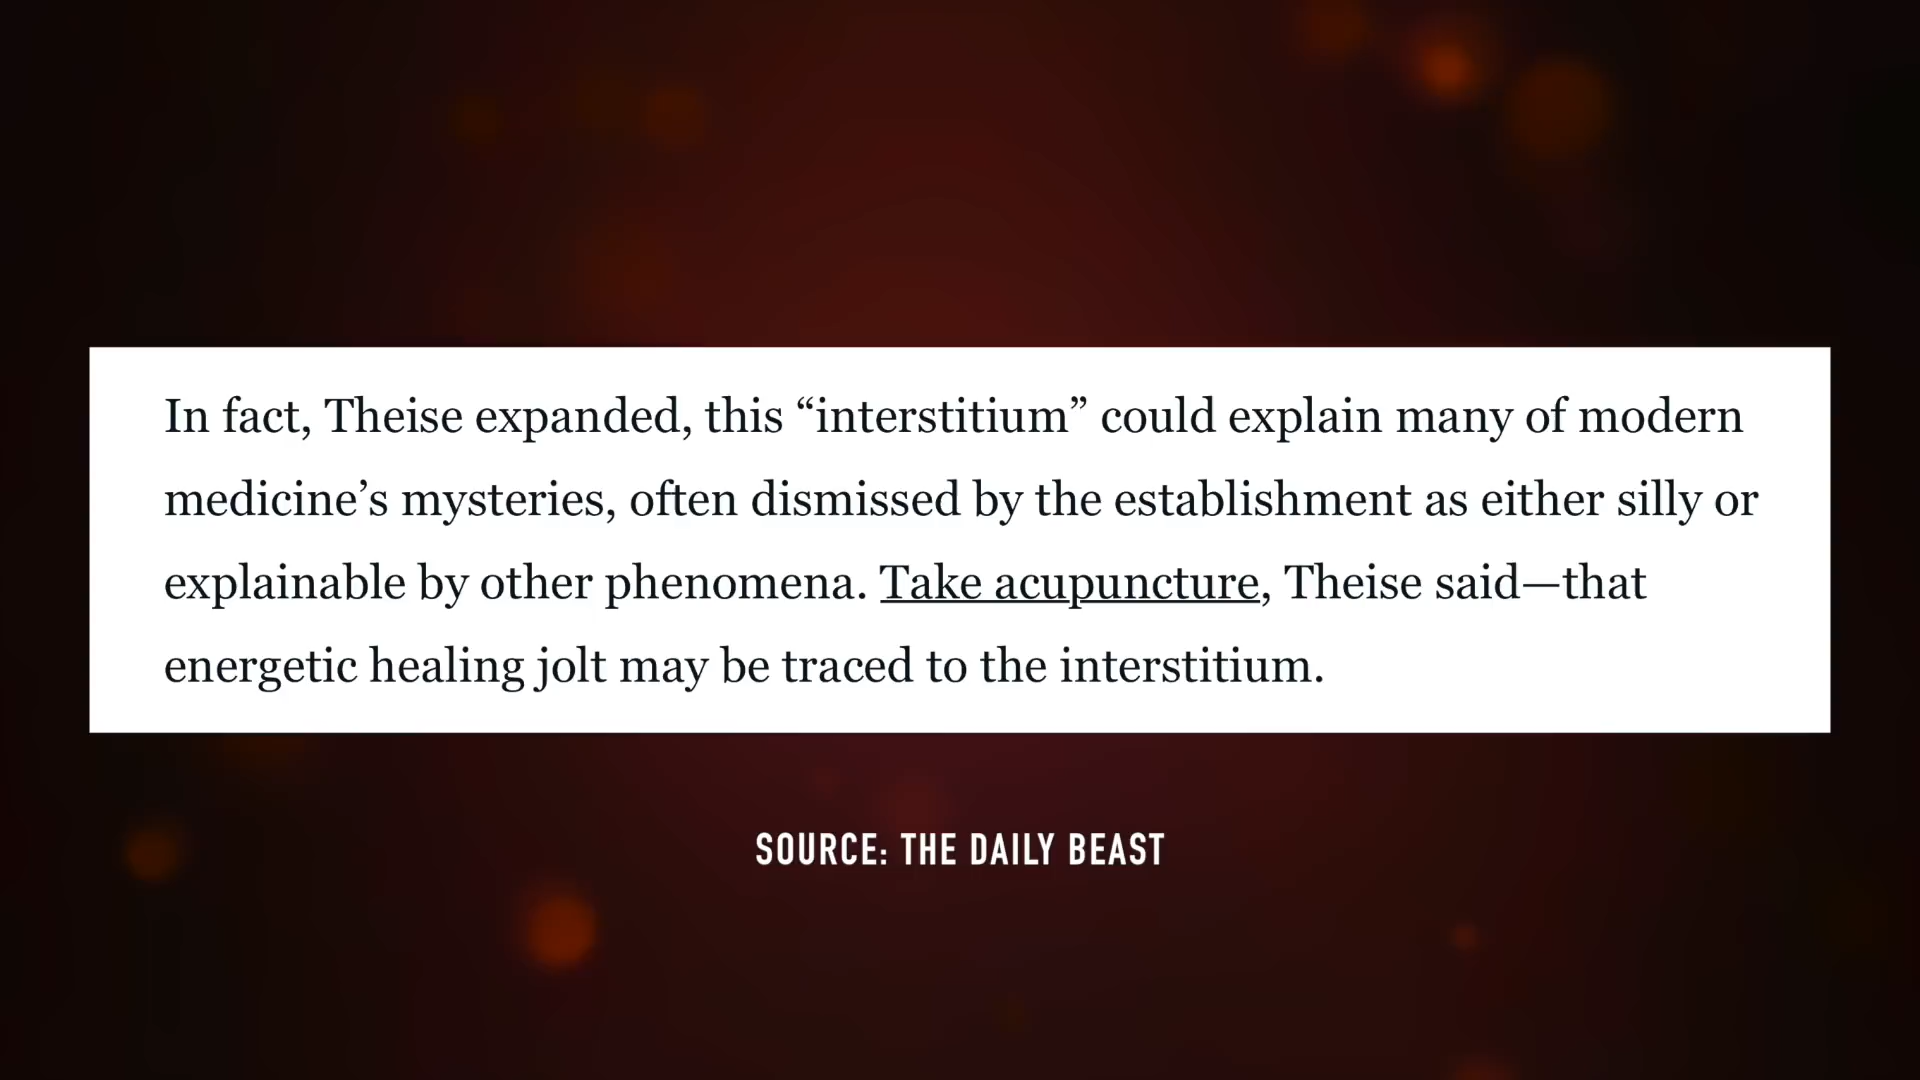 In fact, Theise expanded, this “interstitium” could explain many of modern
medicine’s mysteries, often dismissed by the establishment as either silly or
explainable by other phenomena. Take acupuncture, Theise said—that
energetic healing jolt may be traced to the interstitium.
SOURCE: THE DAILY BEAST